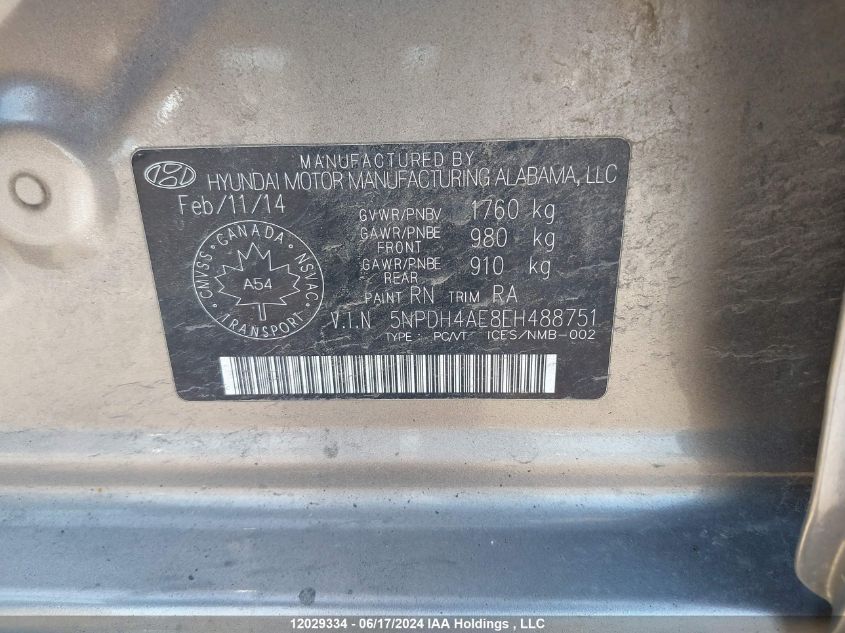 MANUFACTURED BY
HYUNDAI MOTOR MANUFACTURING ALABAMA, LLC
Feb/11/14
GVWR/PNBV 1760 kg
GAWR/PNBE FRONT 980 kg
GAWR/PNBE REAR 910 kg
PAINT RN TRIM RA
CANADA
CMVSS • NSVAC
A54
TRANSPORT
V.I.N 5NPDH4AE8EH488751
TYPE : PC/VT ICES/NMB-002
12029334 - 06/17/2024 IAA Holdings , LLC